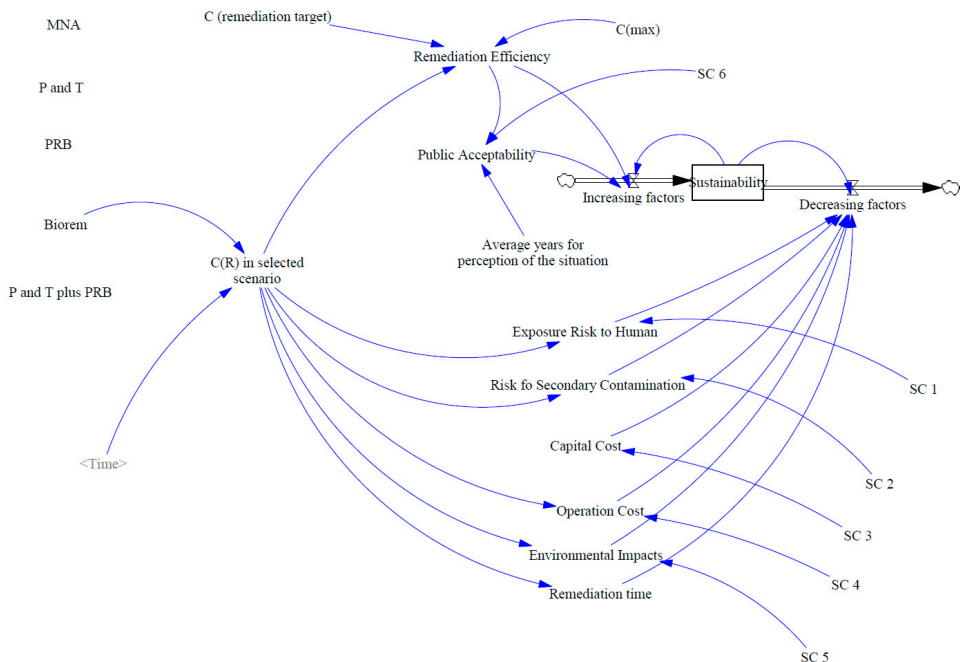 C (remediation target)
MNA
C(max)
Remediation Efficiency
SC 6
P and T
PRB
Public Acceptability
Sustainability
Increasing factors
Decreasing factors
Biorem
Average years for
perception of the situation
C(R) in selected
scenario
P and T plus PRB
Exposure Risk to Human
Risk fo Secondary Contamination
SC 1
Capital Cost
<Time>
SC 2
Operation Cost
SC 3
Environmental Impacts
SC 4
Remediation time
SC 5